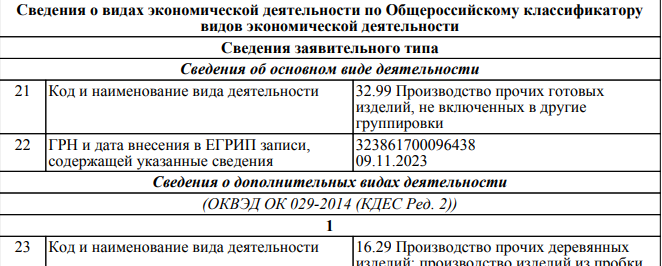 Сведения о видах экономической деятельности по Общероссийскому классификатору
видов экономической деятельности
Сведения заявительного типа
Сведения об основном виде деятельности
21 Код и наименование вида деятельности 32.99 Производство прочих готовых
изделий, не включенных в другие
группировки
22 ГРН и дата внесения в ЕГРИП записи, 323861700096438
содержащей указанные сведения 09.11.2023
Сведения о дополнительных видах деятельности
(ОКВЭД ОК 029-2014 (КДЕС Ред. 2))
1
23 Код и наименование вида деятельности 16.29 Производство прочих деревянных
изделий; производство изделий из пробки,